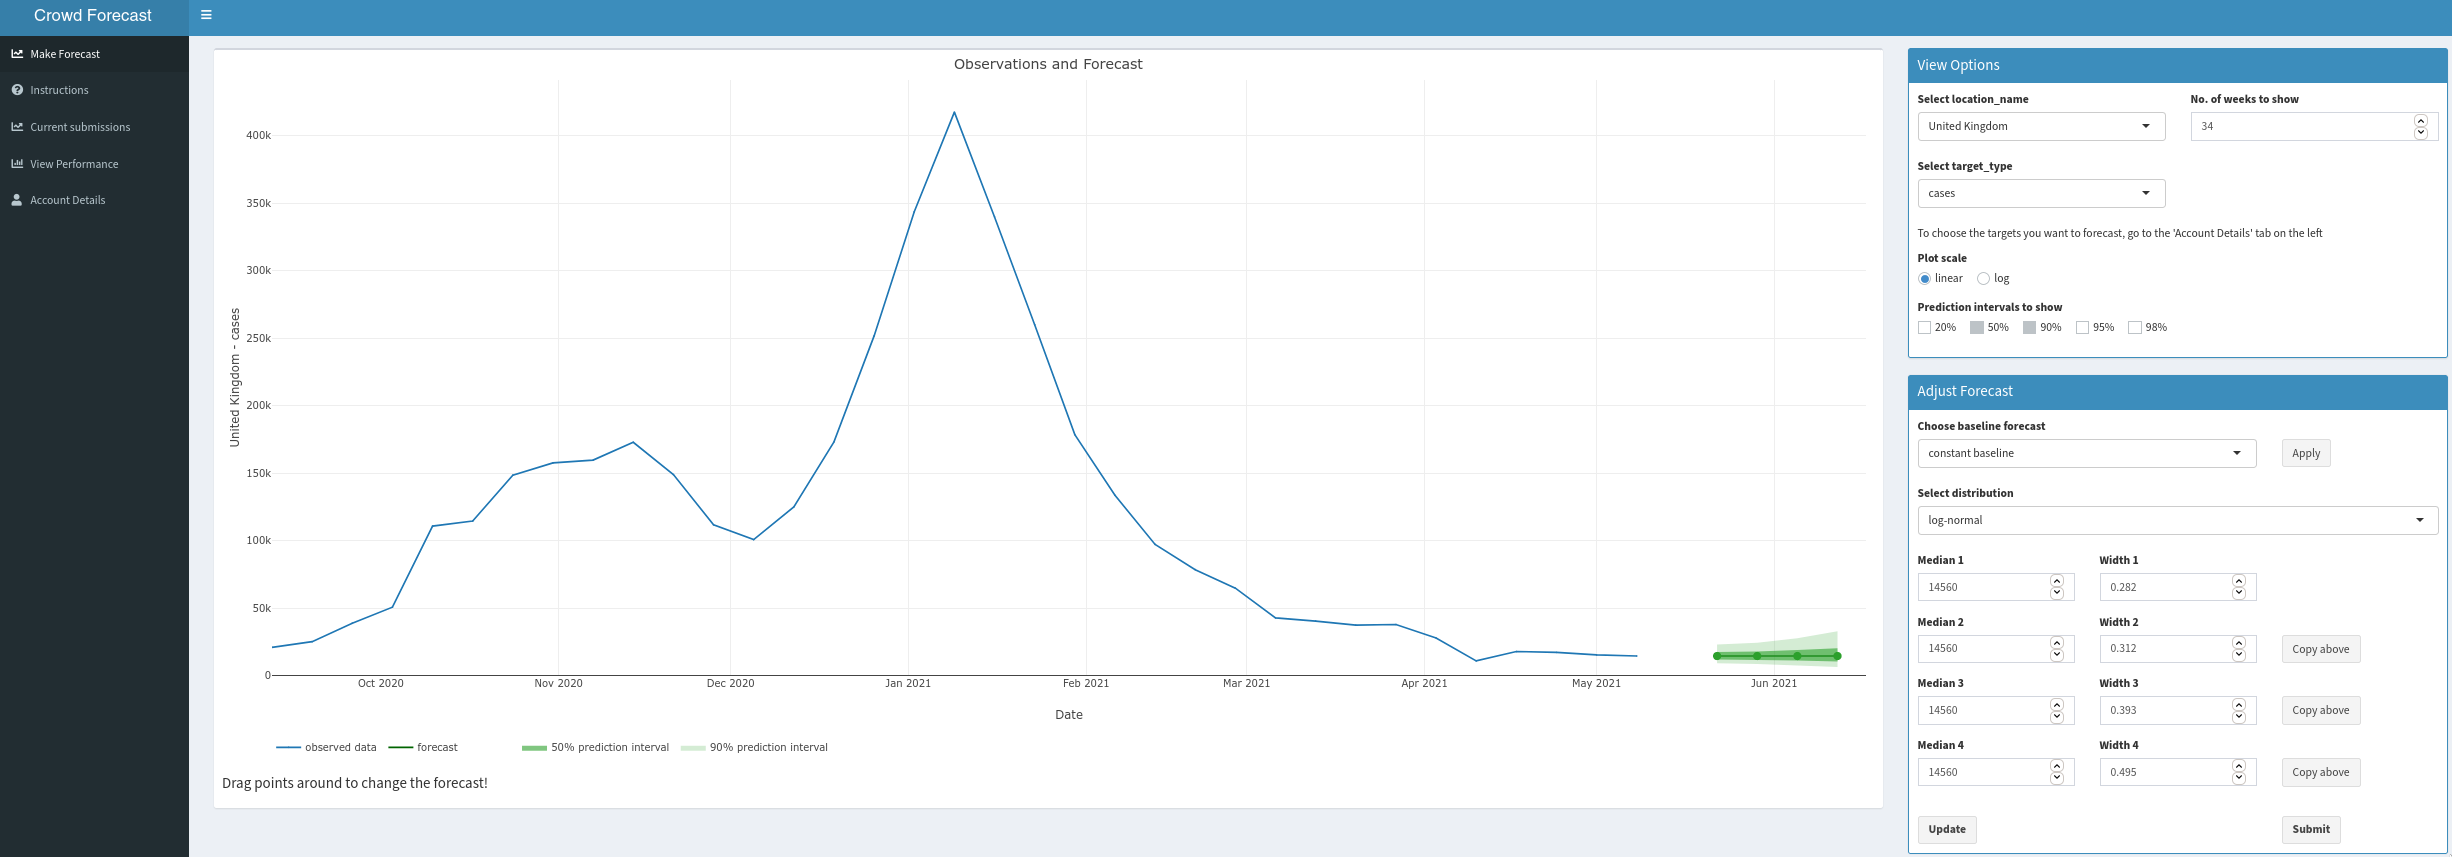 Crowd Forecast
Make Forecast
Instructions
Current submissions
View Performance
Account Details
Observations and Forecast
400k
350k
300k
250k
200k
150k
100k
50k
0
United Kingdom - cases
Oct 2020 Nov 2020 Dec 2020 Jan 2021 Feb 2021 Mar 2021 Apr 2021 May 2021 Jun 2021
Date
observed data forecast 50% prediction interval 90% prediction interval
Drag points around to change the forecast!
View Options
Select location_name No. of weeks to show
United Kingdom 34
Select target_type
cases
To choose the targets you want to forecast, go to the 'Account Details' tab on the left
Plot scale
linear log
Prediction intervals to show
20% 50% 90% 95% 98%
Adjust Forecast
Choose baseline forecast
constant baseline Apply
Select distribution
log-normal
Median 1 Width 1
14560 0.282
Median 2 Width 2
14560 0.312 Copy above
Median 3 Width 3
14560 0.393 Copy above
Median 4 Width 4
14560 0.495 Copy above
Update Submit